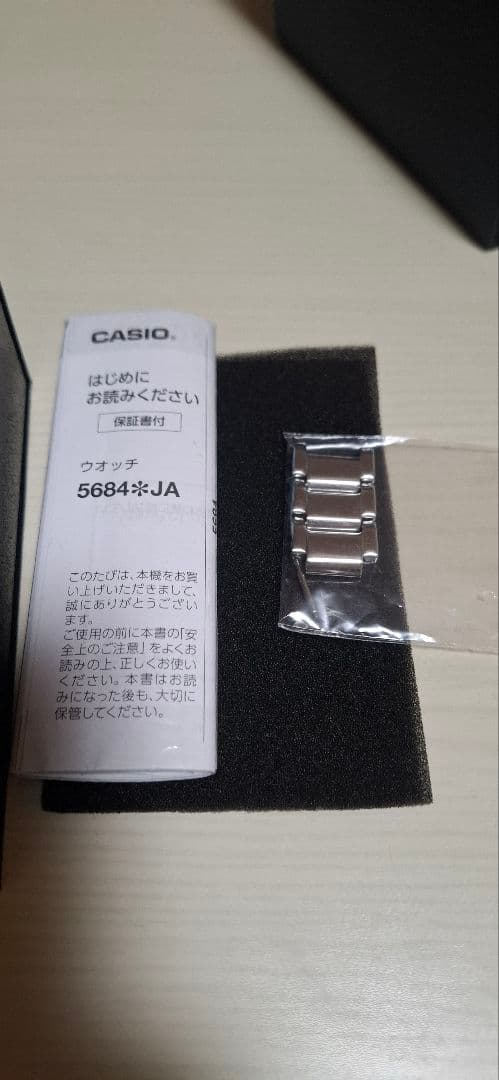 CASIO®
はじめに
お読みください
保証書付
ウオッチ
5684＊JA
このたびは、本機をお買
い上げいただきまして、
誠にありがとうござい
ます。
ご使用の前に本書の「安
全上のご注意」をよくお
読みの上、正しくお使い
ください。本書はお読
みになった後も、大切に
保管してください。